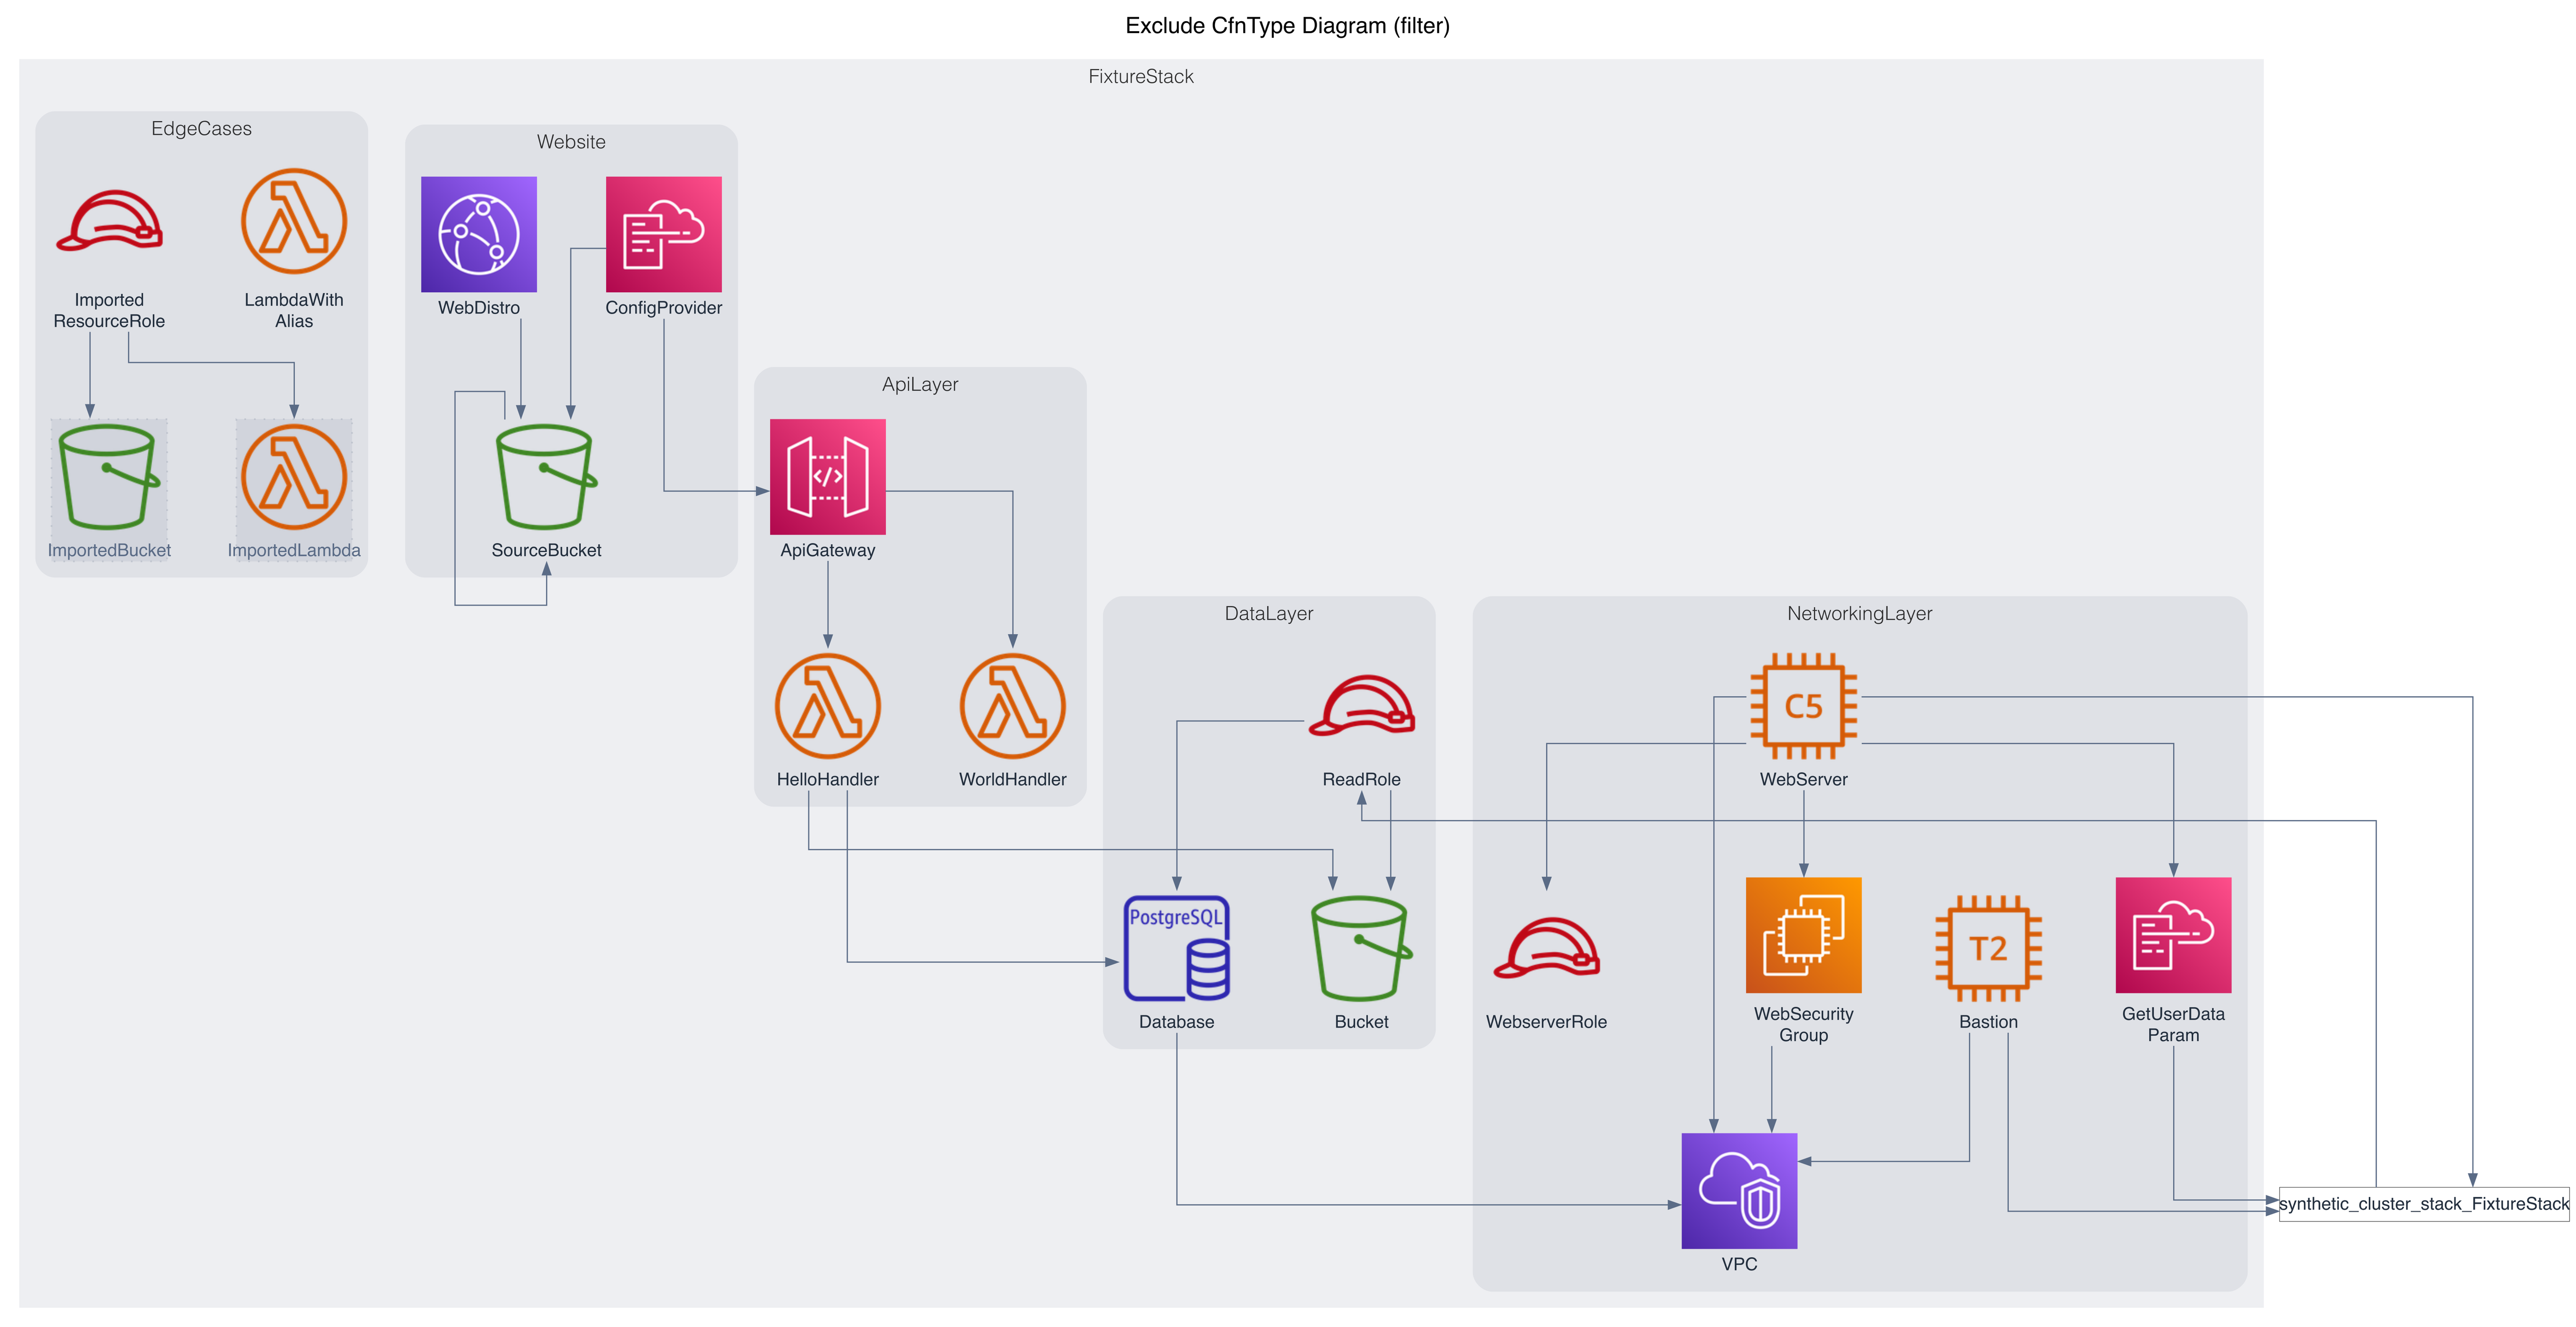 Exclude CfnType Diagram (filter)
FixtureStack
EdgeCases
Imported
ResourceRole
LambdaWith
Alias
ImportedBucket
ImportedLambda
Website
WebDistro
ConfigProvider
SourceBucket
ApiLayer
</>
ApiGateway
HelloHandler
WorldHandler
DataLayer
ReadRole
PostgreSQL
Database
Bucket
NetworkingLayer
C5
WebServer
WebserverRole
WebSecurity
Group
T2
Bastion
GetUserData
Param
VPC
synthetic_cluster_stack_FixtureStack